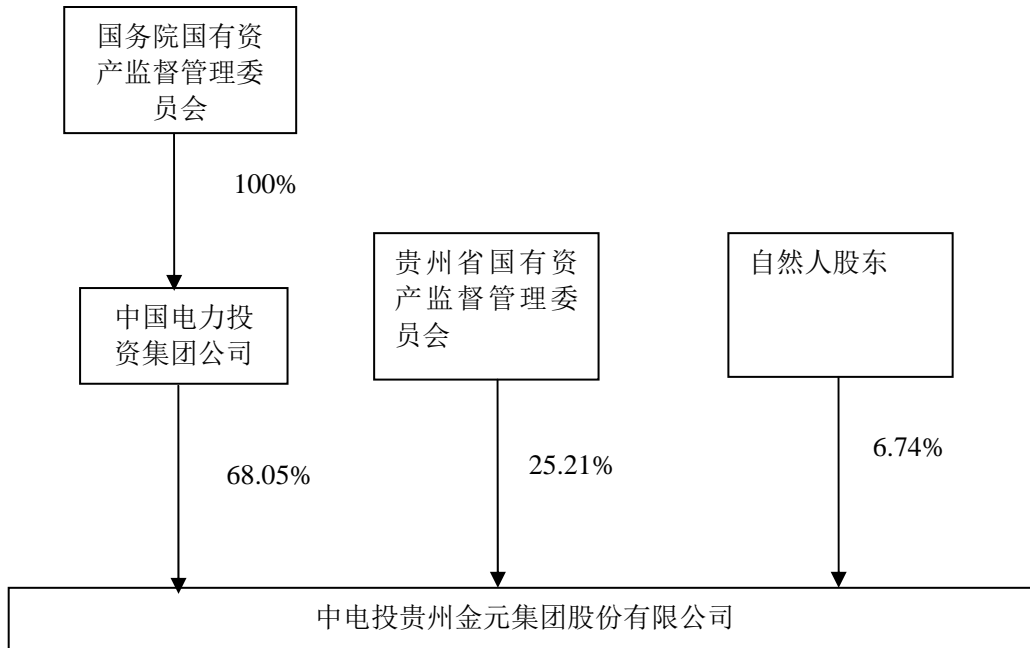 国务院国有资
产监督管理委
员会
100%
中国电力投
资集团公司
贵州省国有资
产监督管理委
员会
自然人股东
68.05%
25.21%
6.74%
中电投贵州金元集团股份有限公司